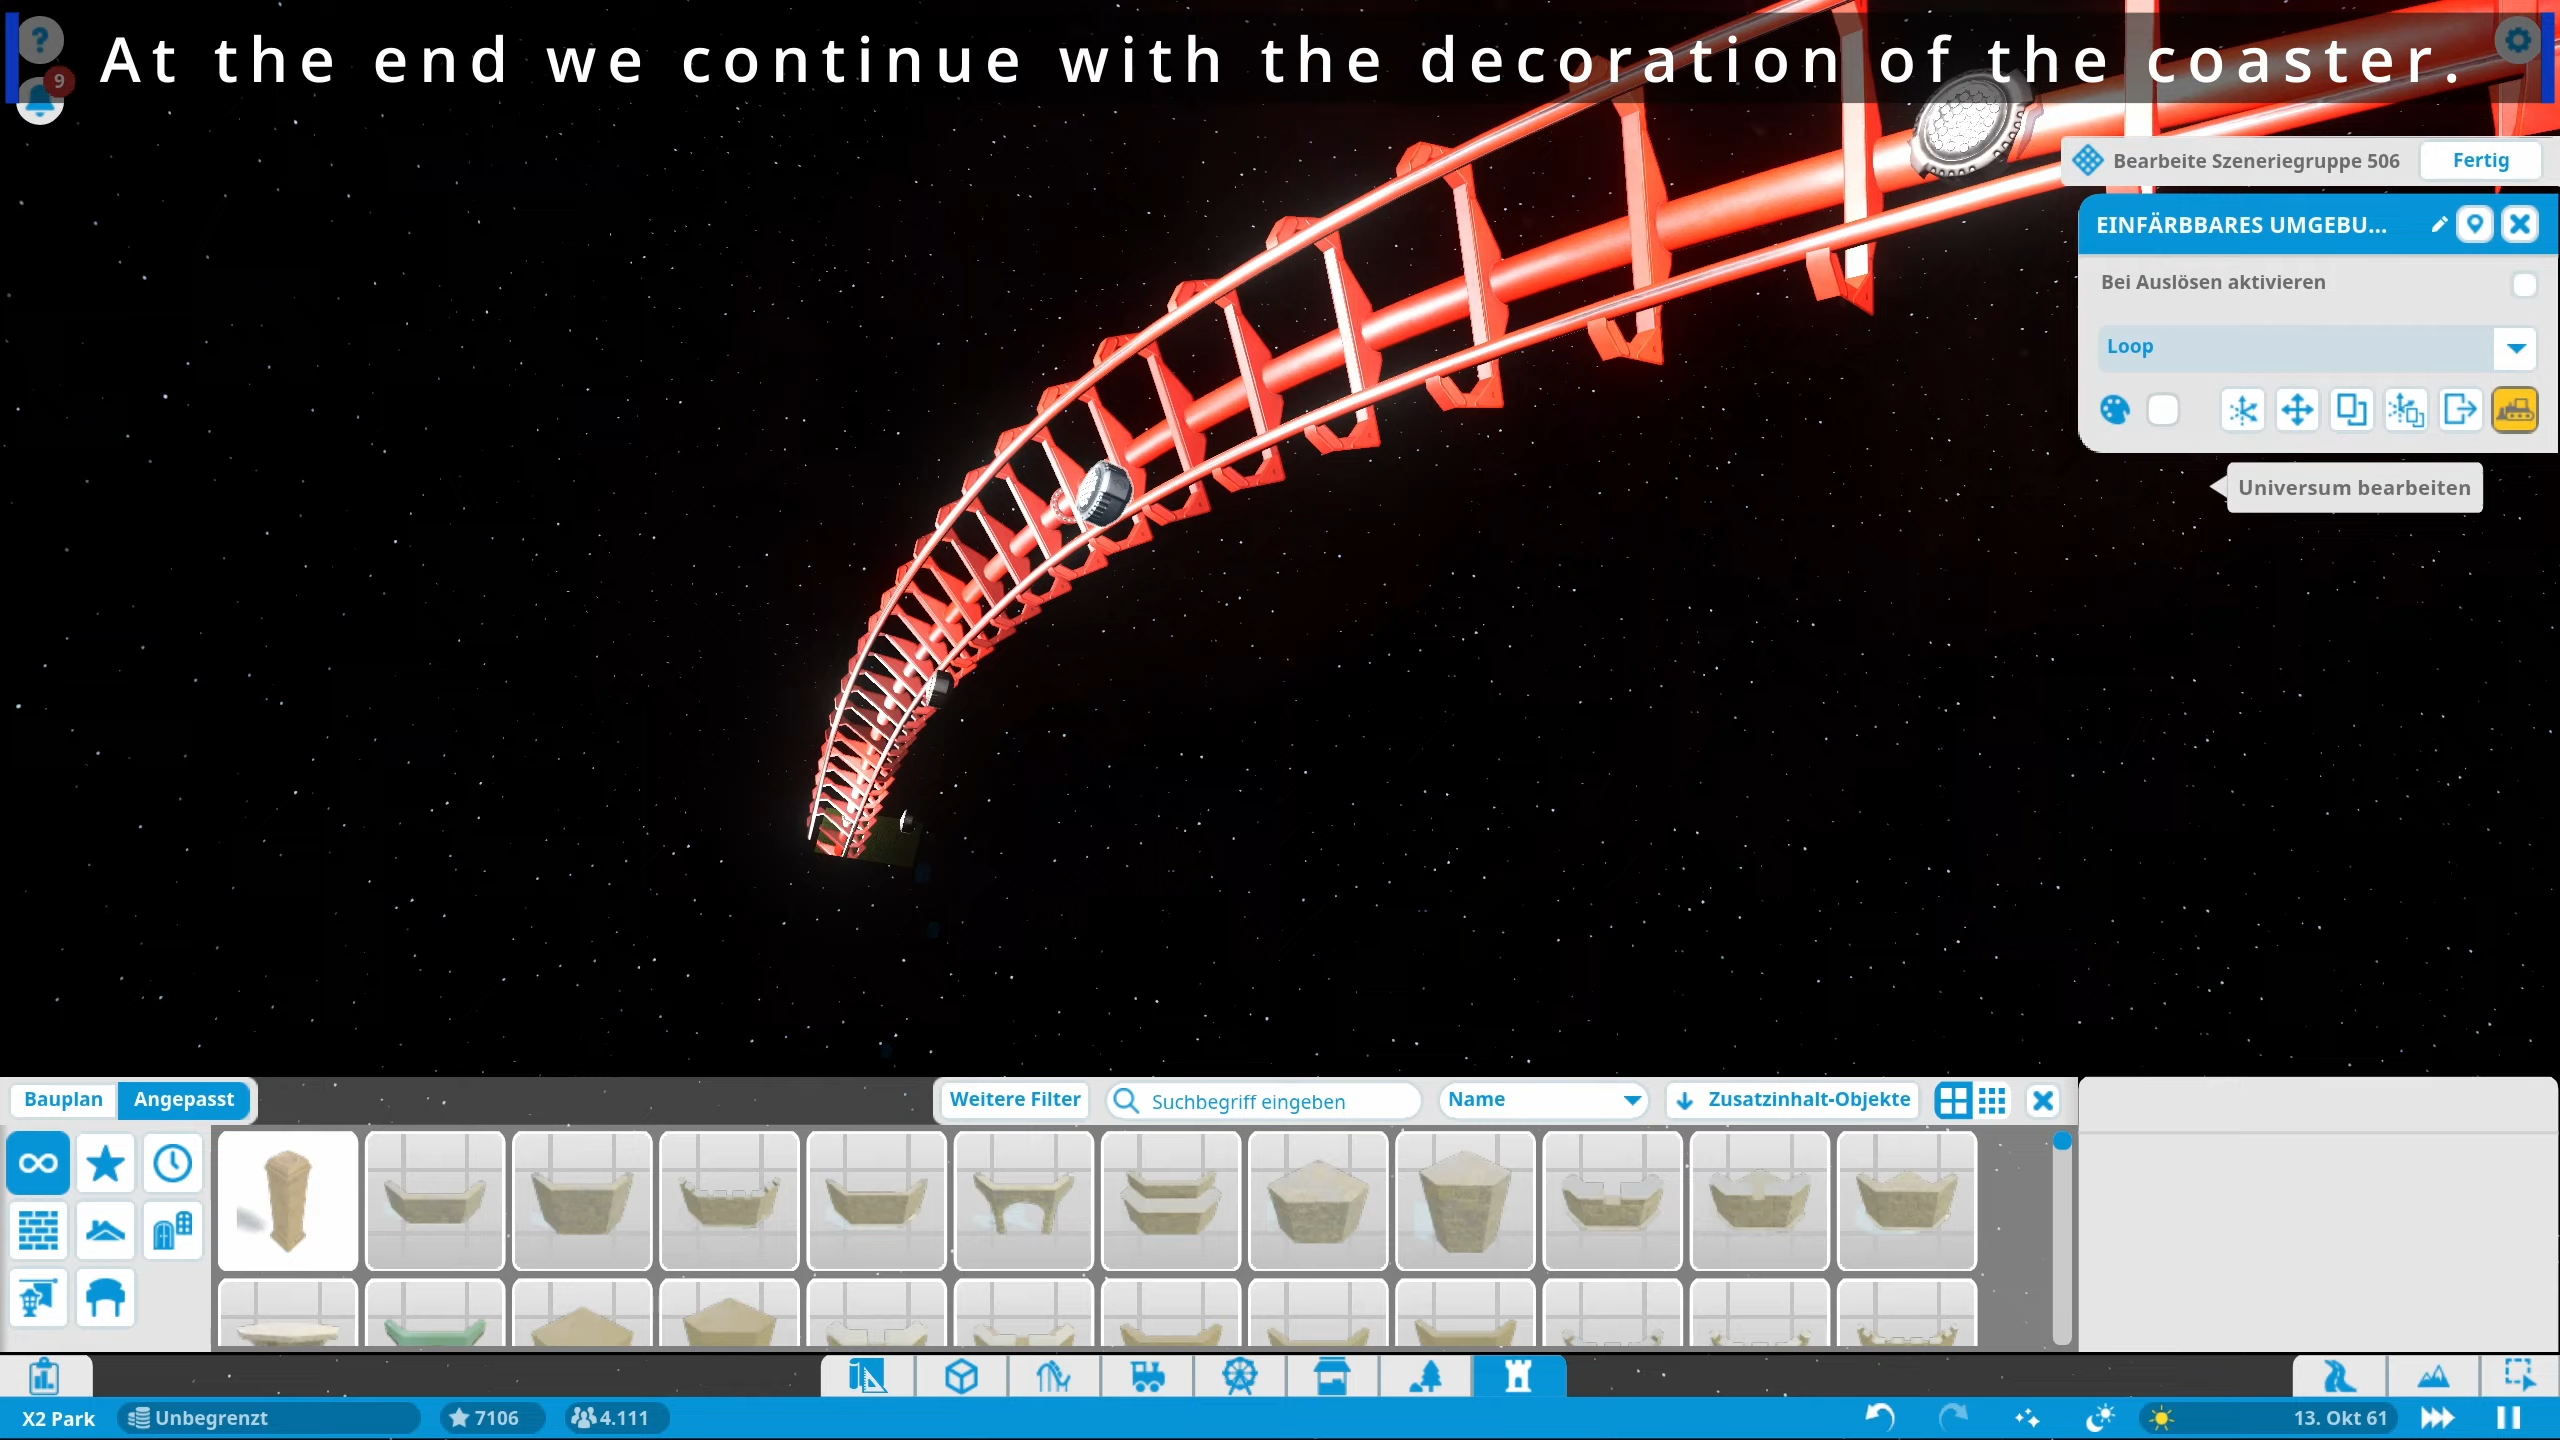 At the end we continue with the decoration of the coaster.
?
9
Bearbeite Szeneriegruppe 506
Fertig
EINFÄRBBARES UMGEBU...
Bei Auslösen aktivieren
Loop
Universum bearbeiten
Bauplan
Angepasst
Weitere Filter
Suchbegriff eingeben
Name
Zusatzinhalt-Objekte
X2 Park
Unbegrenzt
7106
4.111
13. Okt 61